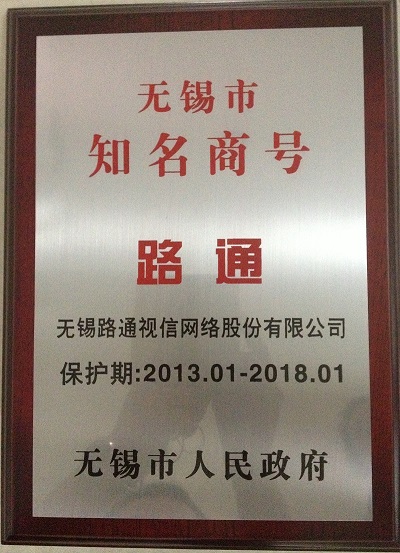 无锡市
知名商号
路通
无锡路通视信网络股份有限公司
保护期:2013.01-2018.01
无锡市人民政府